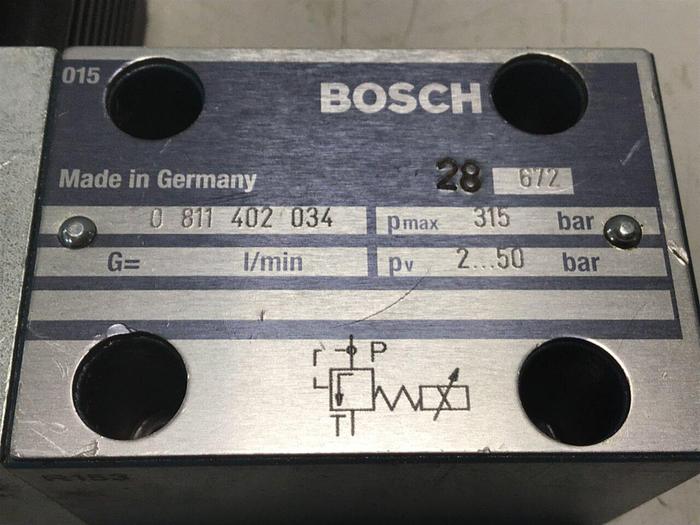 015
BOSCH
Made in Germany 28 672
0 811 402 034 pmax 315 bar
G= l/min pv 2...50 bar
P
T
R153